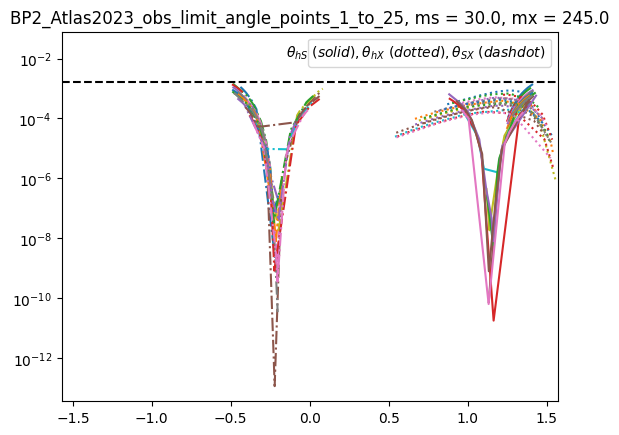 BP2_Atlas2023_obs_limit_angle_points_1_to_25, ms = 30.0, mx = 245.0
θhS (solid), θhX (dotted), θSX (dashdot)
10−2
10−4
10−6
10−8
10−10
10−12
−1.5 −1.0 −0.5 0.0 0.5 1.0 1.5